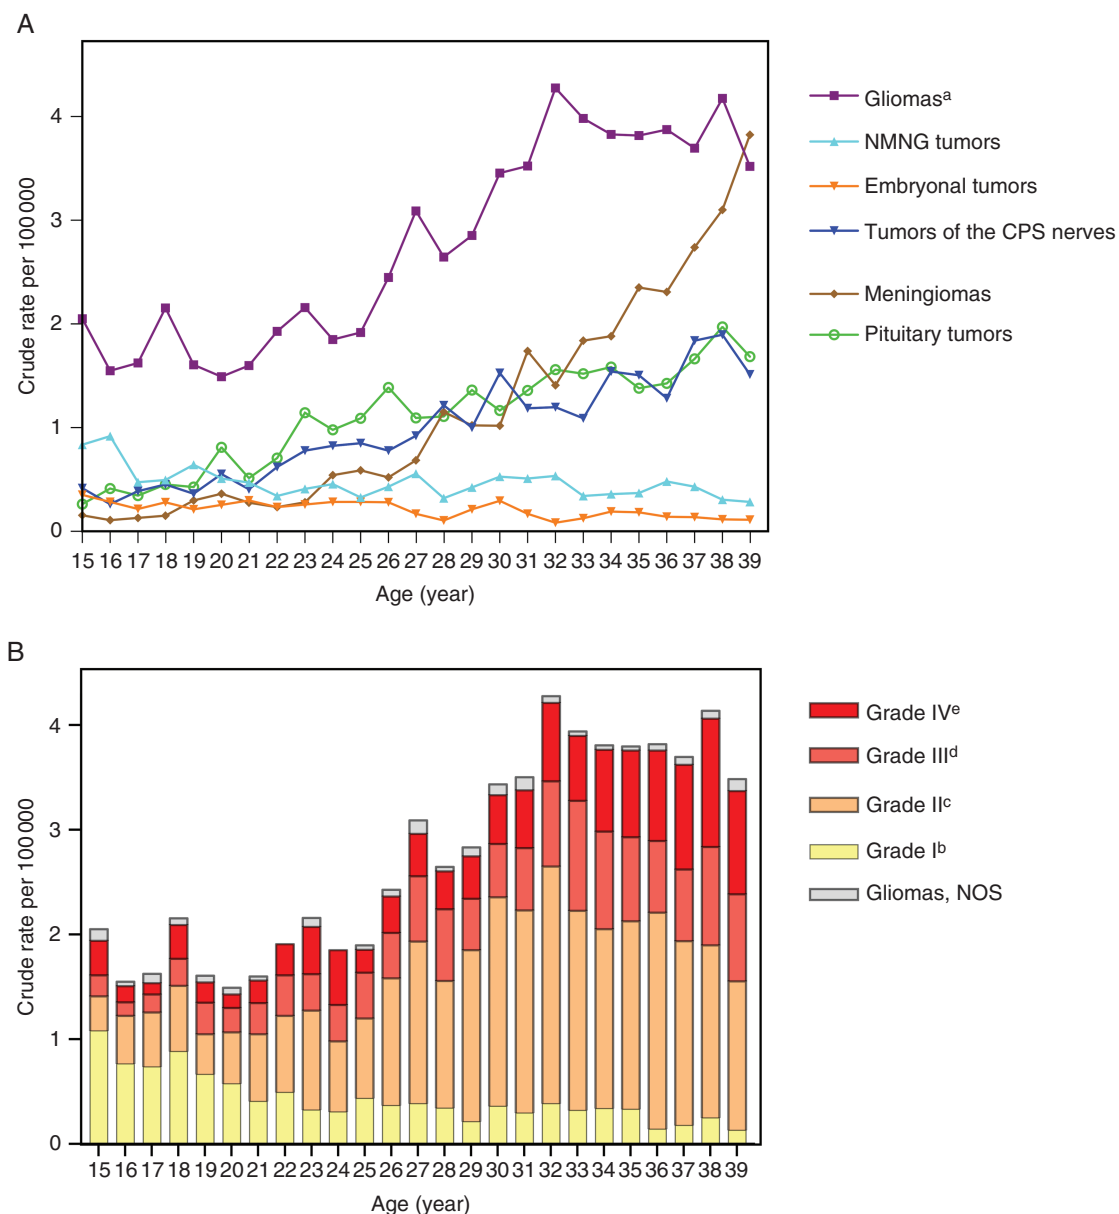 A
Crude rate per 100 000
4
3
2
1
0
15 16 17 18 19 20 21 22 23 24 25 26 27 28 29 30 31 32 33 34 35 36 37 38 39
Age (year)
Gliomasᵃ
NMNG tumors
Embryonal tumors
Tumors of the CPS nerves
Meningiomas
Pituitary tumors
B
Crude rate per 100 000
4
3
2
1
0
15 16 17 18 19 20 21 22 23 24 25 26 27 28 29 30 31 32 33 34 35 36 37 38 39
Age (year)
Grade IVᵉ
Grade IIIᵈ
Grade IIᶜ
Grade Iᵇ
Gliomas, NOS